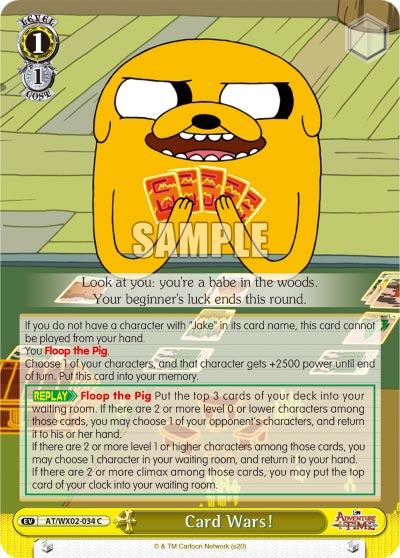 LEVEL
1
1
COST
SAMPLE
Look at you: you're a babe in the woods.
Your beginner's luck ends this round.
If you do not have a character with "Jake" in its card name, this card cannot
be played from your hand.
You Floop the Pig.
Choose 1 of your characters, and that character gets +2500 power until end
of turn. Put this card into your memory.
REPLAY Floop the Pig Put the top 3 cards of your deck into your
waiting room. If there are 2 or more level 0 or lower characters among
those cards, you may choose 1 of your opponent's characters, and return
it to his or her hand.
If there are 2 or more level 1 or higher characters among those cards, you
may choose 1 character in your waiting room, and return it to your hand.
If there are 2 or more climax among those cards, you may put the top
card of your clock into your waiting room.
EV AT/WX02-034 C Card Wars! ADVENTURE TIME
© & TM Cartoon Network (s20)